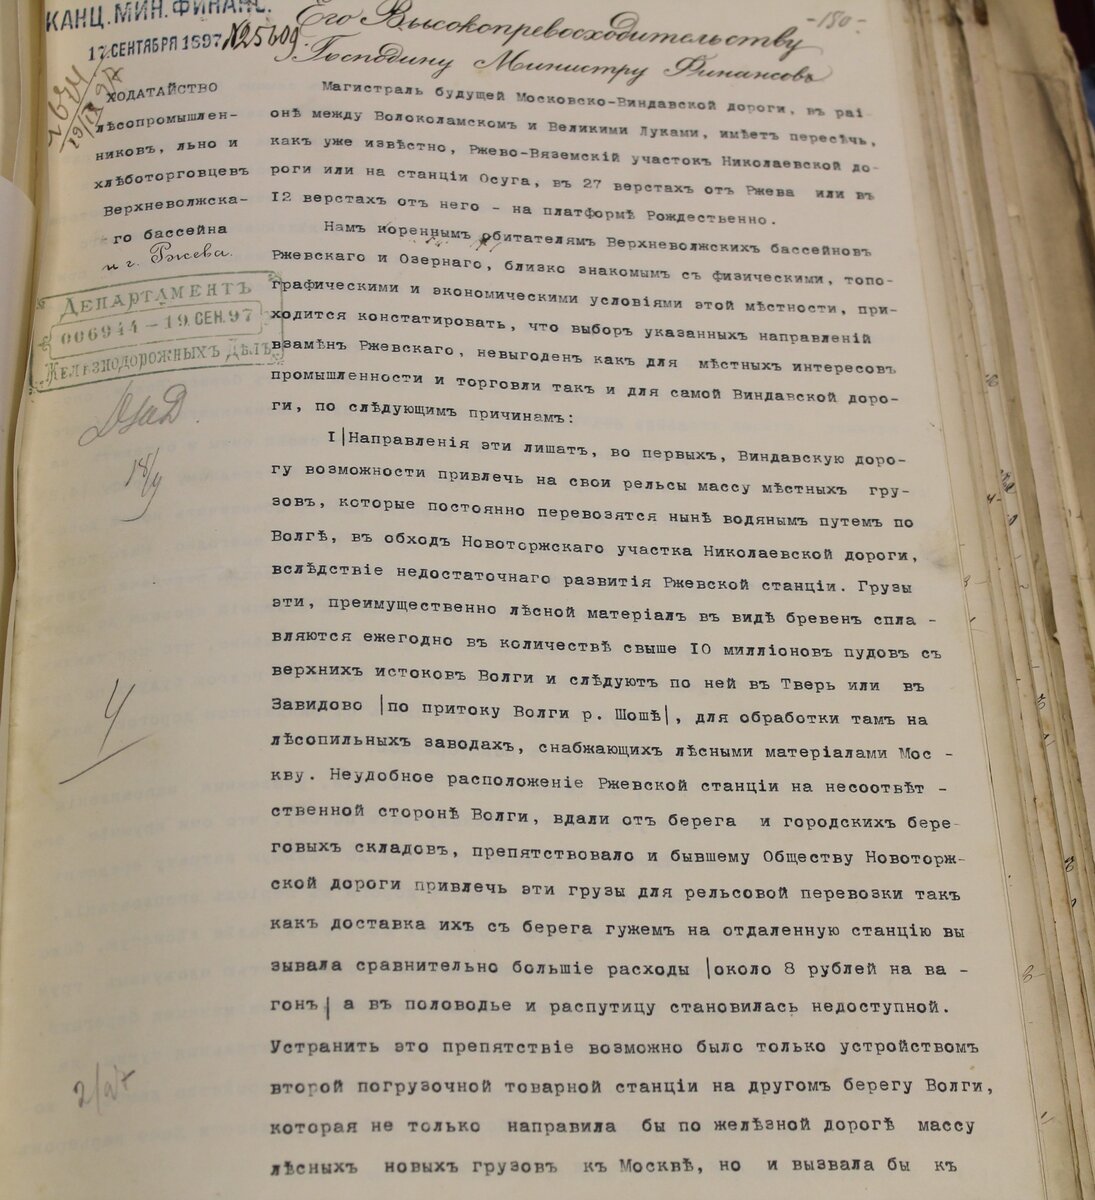 КАНЦ. МИН. ФИНАНС.
17 СЕНТЯБРЯ 1897
№ 25609
Его Высокопревосходительству
Господину Министру Финансовъ
-150-
ХОДАТАЙСТВО
лѣсопромышлен-
никовъ, льно и
хлѣботорговцевъ
Верхневолжска-
го бассейна
и г. Ржева.
ДЕПАРТАМЕНТЪ
006944 - 19. СЕН. 97
ЖЕЛЕЗНОДОРОЖНЫХЪ ДѢЛЪ
18/9
4
Магистраль будущей Московско-Виндавской дороги, въ раі
онѣ между Волоколамскомъ и Великими Луками, имѣетъ пересѣчь,
какъ уже извѣстно, Ржево-Вяземскій участокъ Николаевской до-
роги или на станціи Осуга, въ 27 верстахъ отъ Ржева или въ
12 верстахъ отъ него - на платформѣ Рождественно.
Намъ кореннымъ обитателямъ Верхневолжскихъ бассейновъ
Ржевскаго и Озернаго, близко знакомымъ съ физическими, топо-
графическими и экономическими условіями этой мѣстности, при-
ходится констатировать, что выборъ указанныхъ направленій
взамѣнъ Ржевскаго, невыгоденъ какъ для мѣстныхъ интересовъ
промышленности и торговли такъ и для самой Виндавской доро-
ги, по слѣдующимъ причинамъ:
I |Направленія эти лишатъ, во первыхъ, Виндавскую доро-
гу возможности привлечь на свои рельсы массу мѣстныхъ гру-
зовъ, которые постоянно перевозятся нынѣ водянымъ путемъ по
Волгѣ, въ обходъ Новоторжскаго участка Николаевской дороги,
вслѣдствіе недостаточнаго развитія Ржевской станціи. Грузы
эти, преимущественно лѣсной матеріалъ въ видѣ бревенъ спла -
вляются ежегодно въ количествѣ свыше 10 милліоновъ пудовъ съ
верхнихъ истоковъ Волги и слѣдуютъ по ней въ Тверь или въ
Завидово |по притоку Волги р. Шошѣ|, для обработки тамъ на
лѣсопильныхъ заводахъ, снабжающихъ лѣсными матеріалами Мос -
кву. Неудобное расположеніе Ржевской станціи на несоотвѣт -
ственной сторонѣ Волги, вдали отъ берега и городскихъ бере-
говыхъ складовъ, препятствовало и бывшему Обществу Новоторж-
ской дороги привлечь эти грузы для рельсовой перевозки такъ
какъ доставка ихъ съ берега гужемъ на отдаленную станцію вы
зывала сравнительно большіе расходы |около 8 рублей на ва -
гонъ| а въ половодье и распутицу становилась недоступной.
Устранить это препятствіе возможно было только устройствомъ
второй погрузочной товарной станціи на другомъ берегу Волги,
которая не только направила бы по желѣзной дорогѣ массу
лѣсныхъ новыхъ грузовъ къ Москвѣ, но и вызвала бы къ